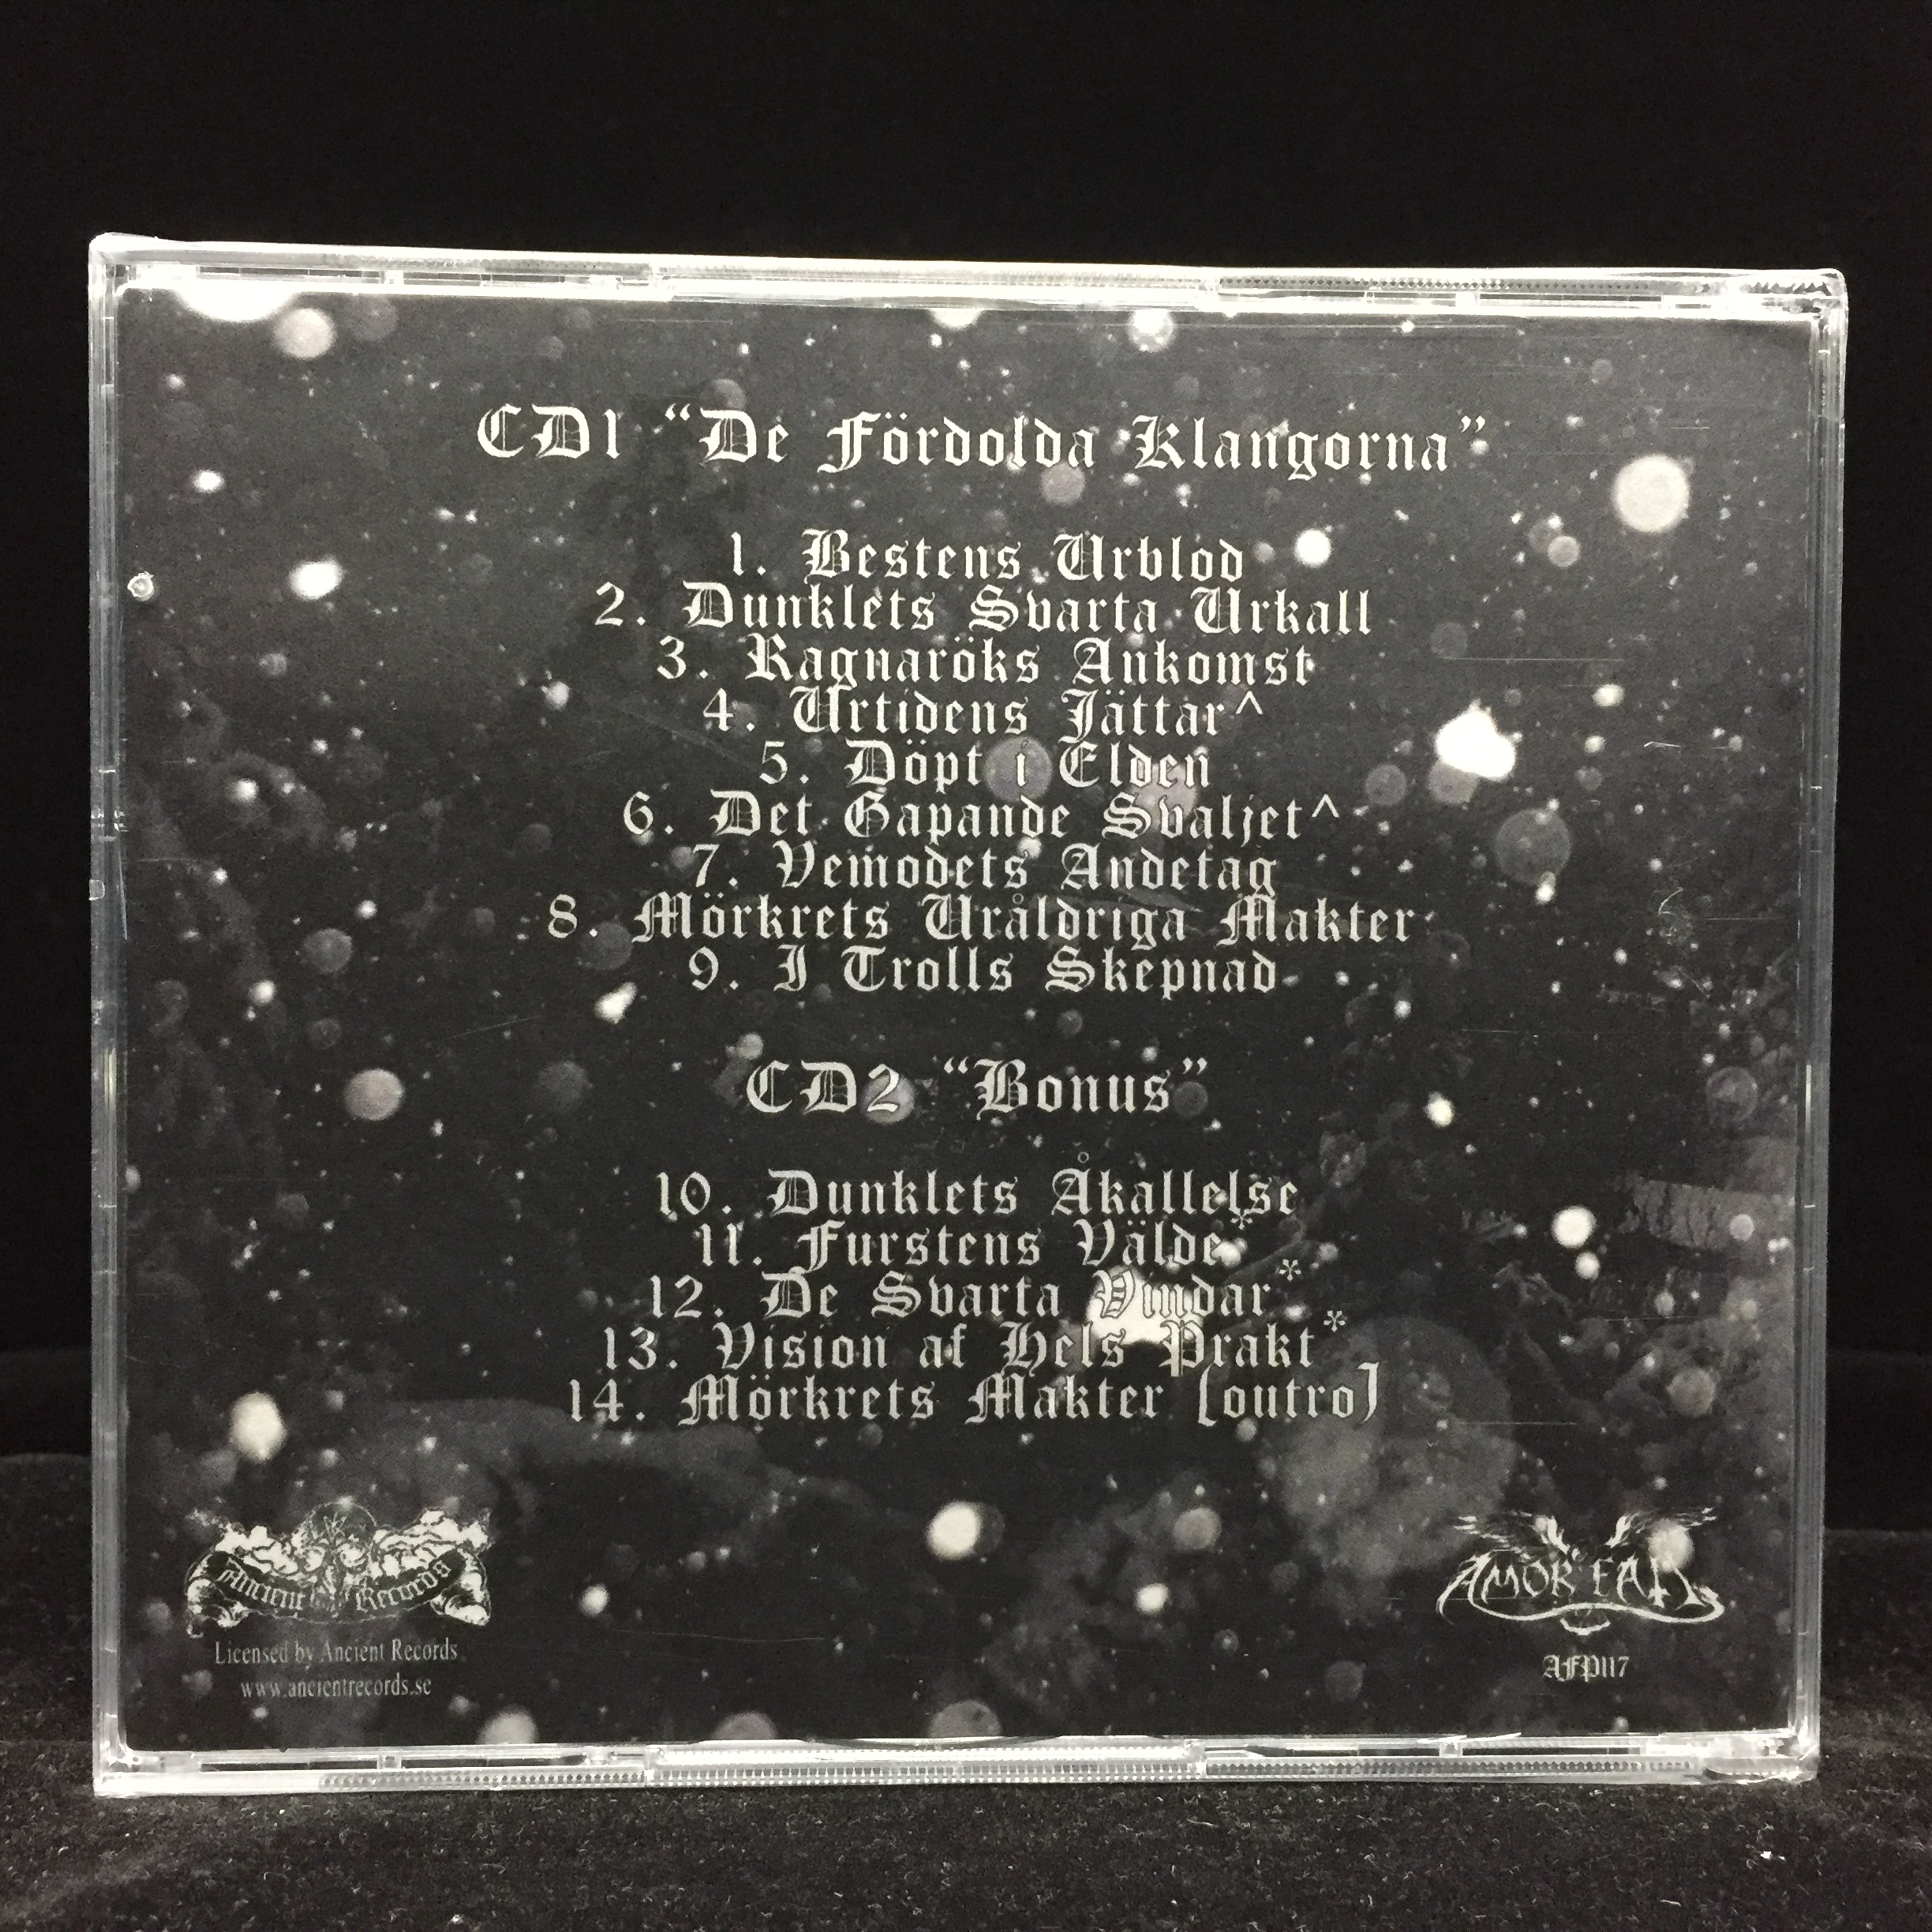 CD1 “De Fördolda Klangorna”
1. Bestens Urblod
2. Dunklets Svarta Urkall
3. Ragnaröks Ankomst
4. Urtidens Jättar^
5. Döpt i Elden
6. Det Gapande Svaljet^
7. Vemodets Andetag
8. Mörkrets Uråldriga Makter
9. I Trolls Skepnad
CD2 “Bonus”
10. Dunklets Åkallelse
11. Furstens Välde*
12. De Svarta Vindar*
13. Vision af Hels Prakt*
14. Mörkrets Makter [outro]
Ancient Records
Licensed by Ancient Records
www.ancientrecords.se
AMOR FATI
AFP117